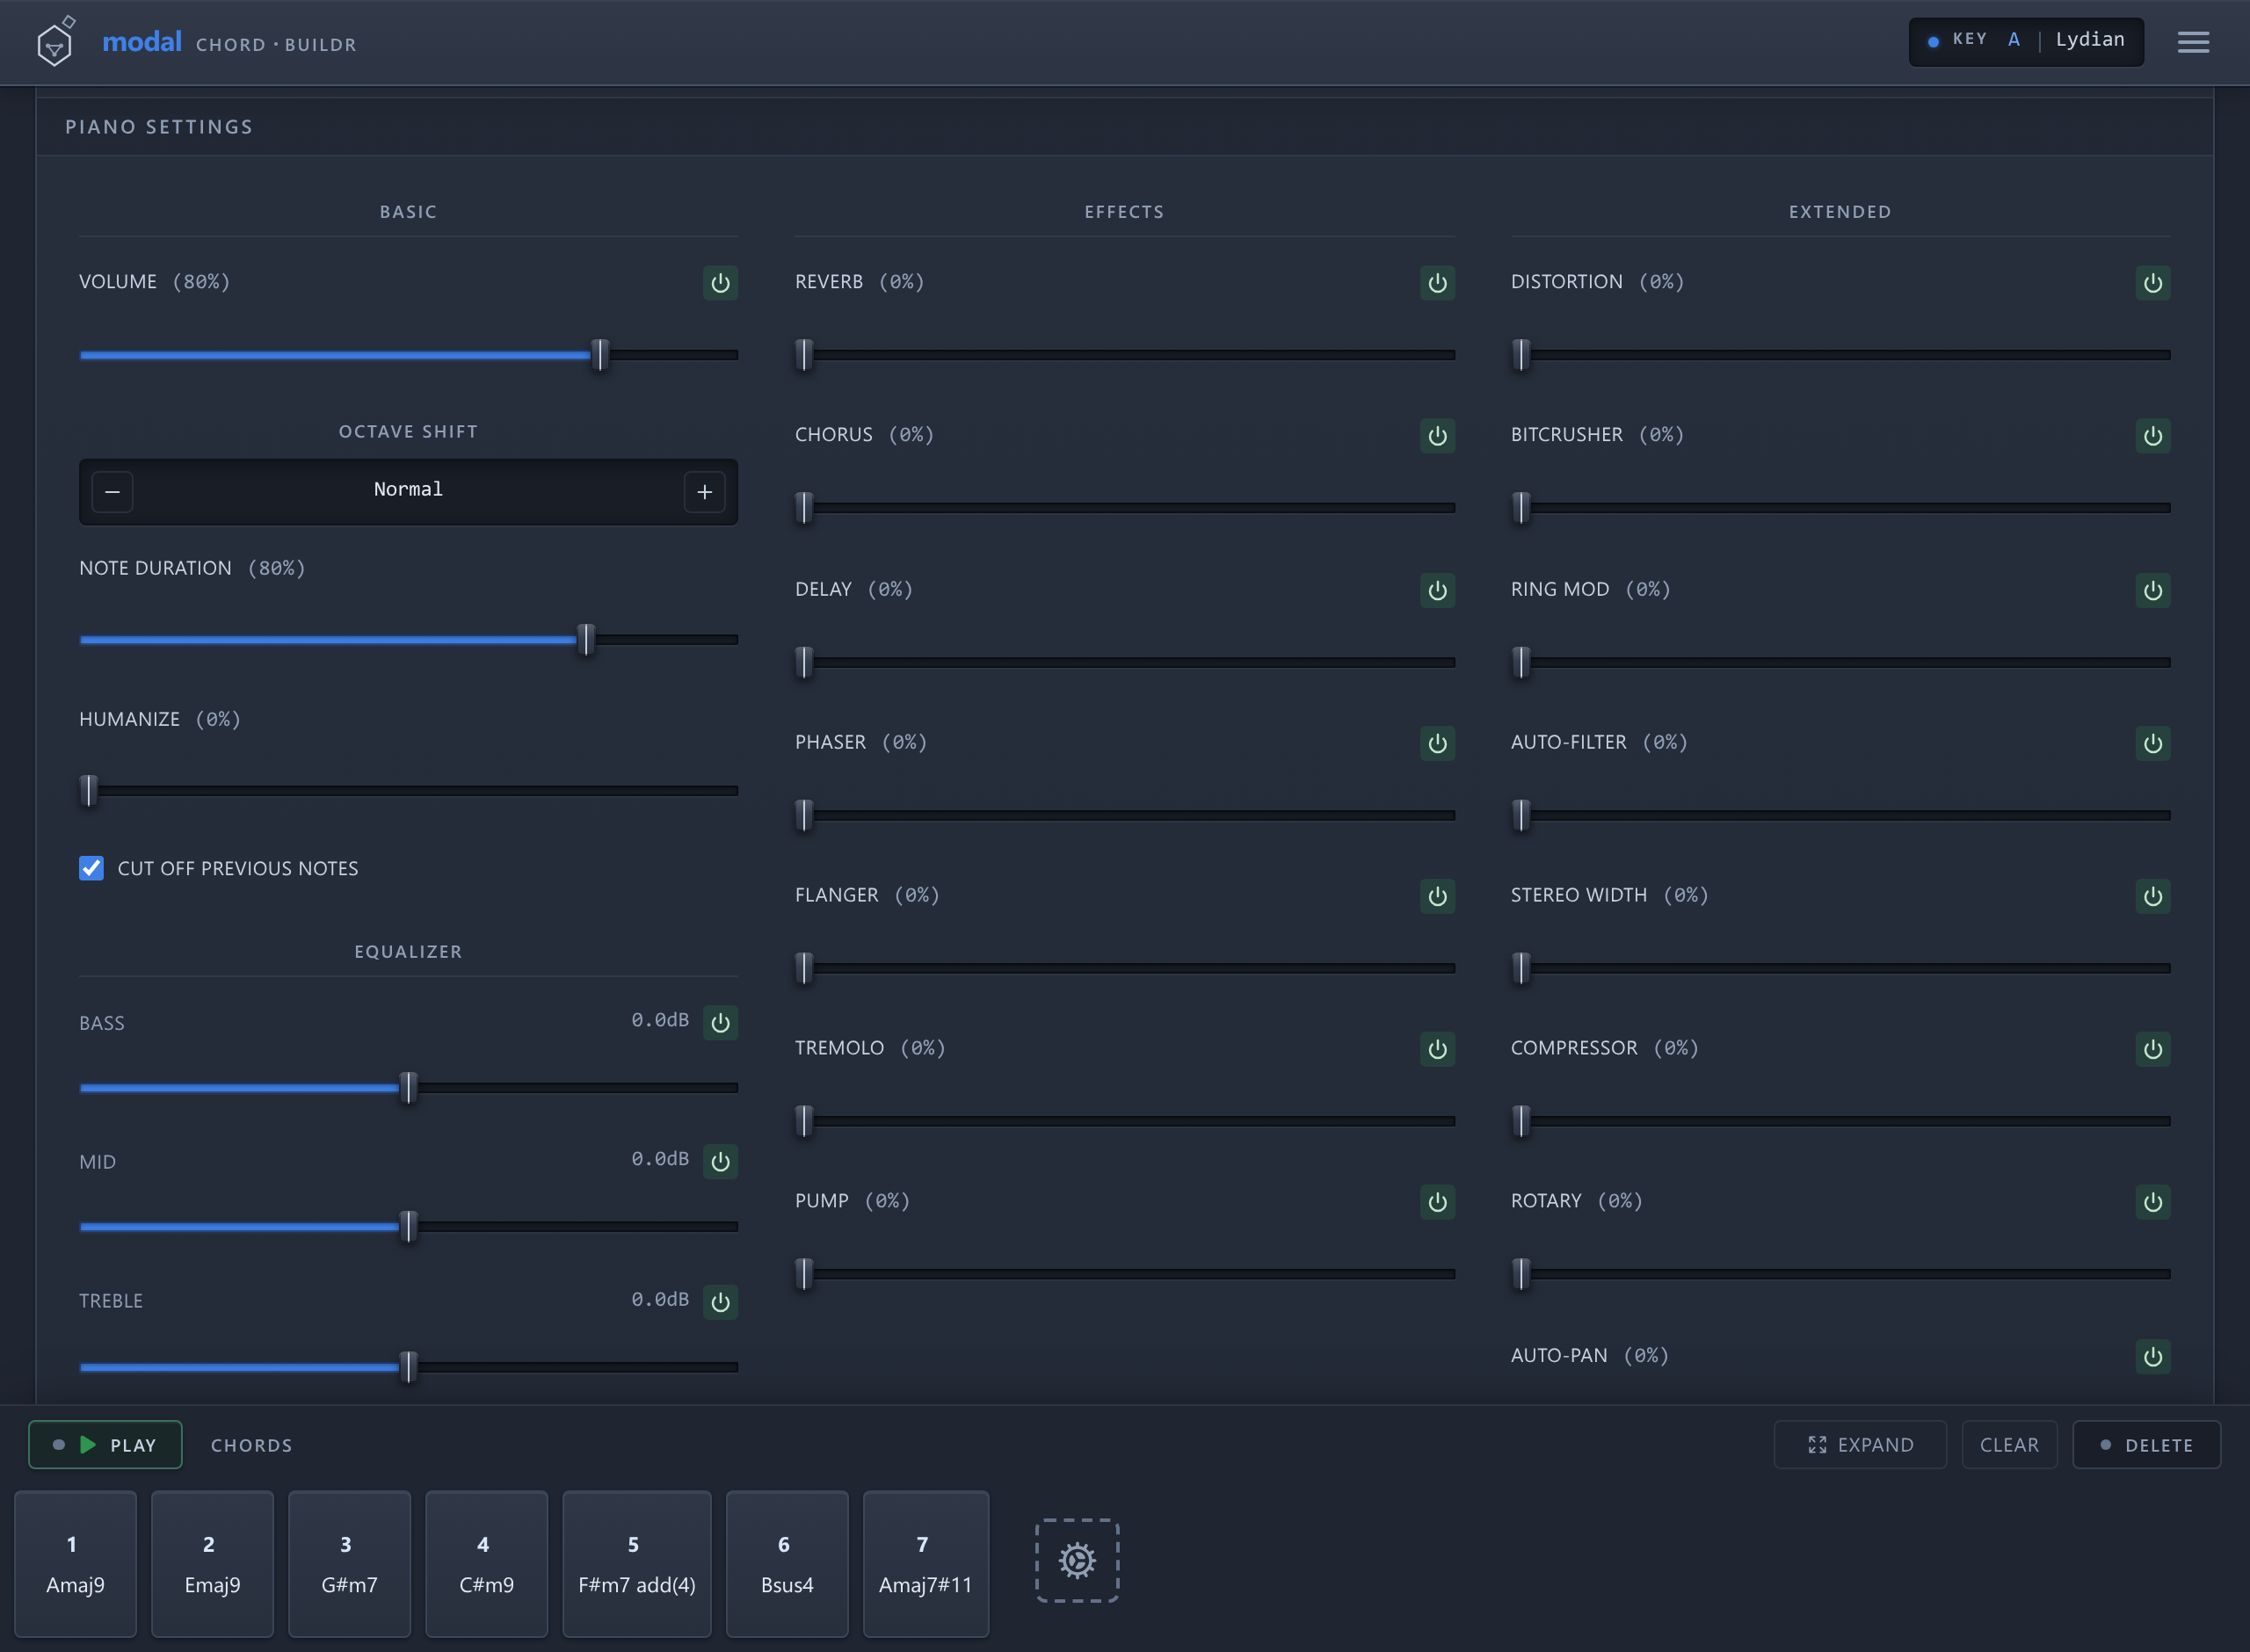 modal CHORD • BUILDR
KEY A | Lydian
PIANO SETTINGS
BASIC
VOLUME (80%)
OCTAVE SHIFT
− Normal +
NOTE DURATION (80%)
HUMANIZE (0%)
CUT OFF PREVIOUS NOTES
EQUALIZER
BASS 0.0dB
MID 0.0dB
TREBLE 0.0dB
EFFECTS
REVERB (0%)
CHORUS (0%)
DELAY (0%)
PHASER (0%)
FLANGER (0%)
TREMOLO (0%)
PUMP (0%)
EXTENDED
DISTORTION (0%)
BITCRUSHER (0%)
RING MOD (0%)
AUTO-FILTER (0%)
STEREO WIDTH (0%)
COMPRESSOR (0%)
ROTARY (0%)
AUTO-PAN (0%)
PLAY CHORDS
EXPAND CLEAR DELETE
1
Amaj9
2
Emaj9
3
G#m7
4
C#m9
5
F#m7 add(4)
6
Bsus4
7
Amaj7#11